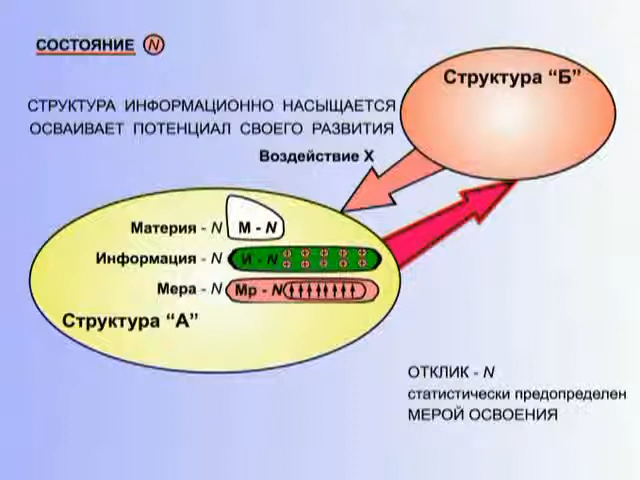 СОСТОЯНИЕ N
Структура “Б”
СТРУКТУРА ИНФОРМАЦИОННО НАСЫЩАЕТСЯ
ОСВАИВАЕТ ПОТЕНЦИАЛ СВОЕГО РАЗВИТИЯ
Воздействие X
Материя - N М - N
Информация - N И - N
Мера - N Мр - N
Структура “А”
ОТКЛИК - N
статистически предопределен
МЕРОЙ ОСВОЕНИЯ